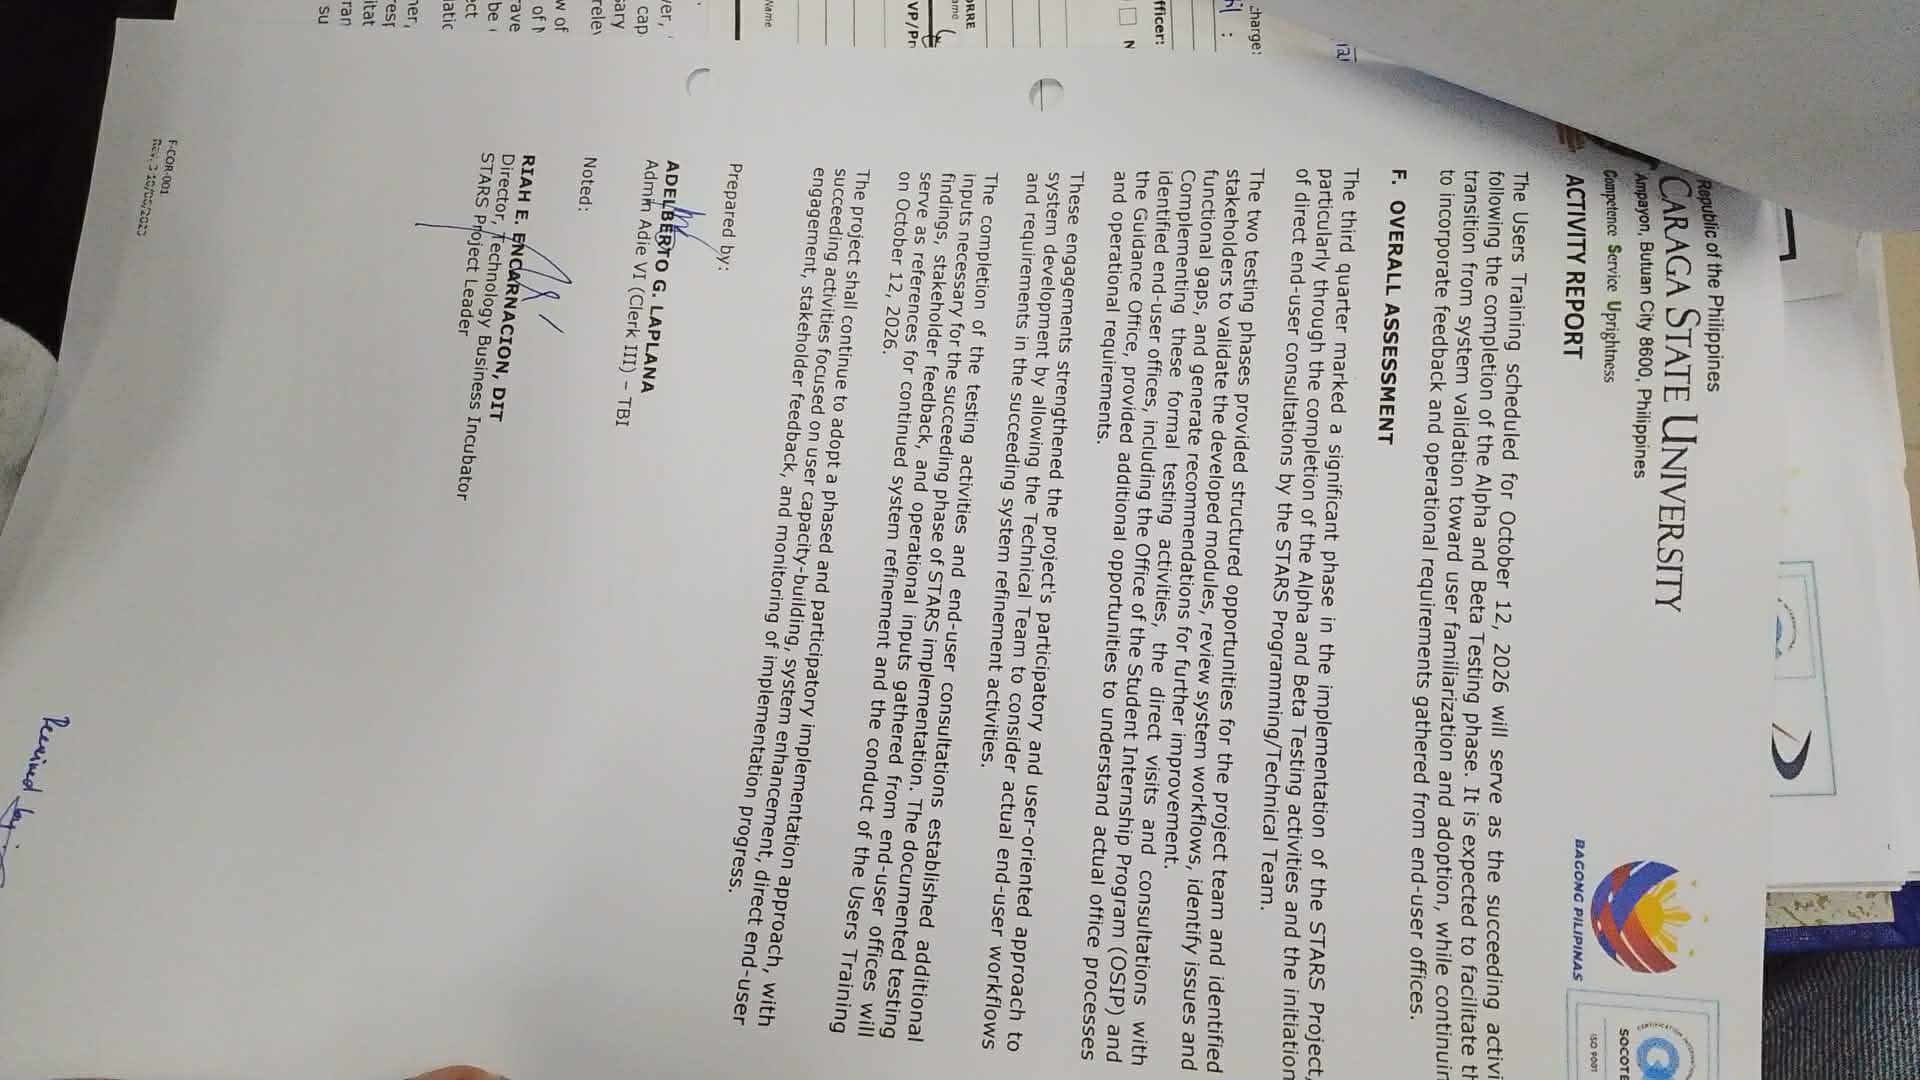 Republic of the Philippines
CARAGA STATE UNIVERSITY
Ampayon, Butuan City 8600, Philippines
Competence Service Uprightness
ACTIVITY REPORT
BAGONG PILIPINAS
SOCOTE
ISO 9001
The Users Training scheduled for October 12, 2026 will serve as the succeeding activi
following the completion of the Alpha and Beta Testing phase. It is expected to facilitate th
transition from system validation toward user familiarization and adoption, while continuin
to incorporate feedback and operational requirements gathered from end-user offices.
F. OVERALL ASSESSMENT
The third quarter marked a significant phase in the implementation of the STARS Project,
particularly through the completion of the Alpha and Beta Testing activities and the initiation
of direct end-user consultations by the STARS Programming/Technical Team.
The two testing phases provided structured opportunities for the project team and identified
stakeholders to validate the developed modules, review system workflows, identify issues and
functional gaps, and generate recommendations for further improvement.
Complementing these formal testing activities, the direct visits and consultations with
identified end-user offices, including the Office of the Student Internship Program (OSIP) and
the Guidance Office, provided additional opportunities to understand actual office processes
and operational requirements.
These engagements strengthened the project's participatory and user-oriented approach to
system development by allowing the Technical Team to consider actual end-user workflows
and requirements in the succeeding system refinement activities.
The completion of the testing activities and end-user consultations established additional
inputs necessary for the succeeding phase of STARS implementation. The documented testing
findings, stakeholder feedback, and operational inputs gathered from end-user offices will
serve as references for continued system refinement and the conduct of the Users Training
on October 12, 2026.
The project shall continue to adopt a phased and participatory implementation approach, with
succeeding activities focused on user capacity-building, system enhancement, direct end-user
engagement, stakeholder feedback, and monitoring of implementation progress.
Prepared by:
ADELBERTO G. LAPLANA
Admin Adie VI (Clerk III) – TBI
Noted:
RIAH E. ENCARNACION, DIT
Director, Technology Business Incubator
STARS Project Leader
F-COR-001
Received by